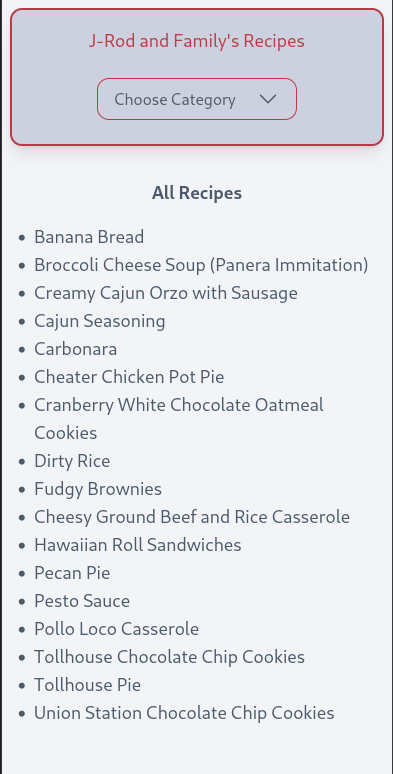 J-Rod and Family's Recipes
Choose Category
All Recipes
• Banana Bread
• Broccoli Cheese Soup (Panera Immitation)
• Creamy Cajun Orzo with Sausage
• Cajun Seasoning
• Carbonara
• Cheater Chicken Pot Pie
• Cranberry White Chocolate Oatmeal
Cookies
• Dirty Rice
• Fudgy Brownies
• Cheesy Ground Beef and Rice Casserole
• Hawaiian Roll Sandwiches
• Pecan Pie
• Pesto Sauce
• Pollo Loco Casserole
• Tollhouse Chocolate Chip Cookies
• Tollhouse Pie
• Union Station Chocolate Chip Cookies